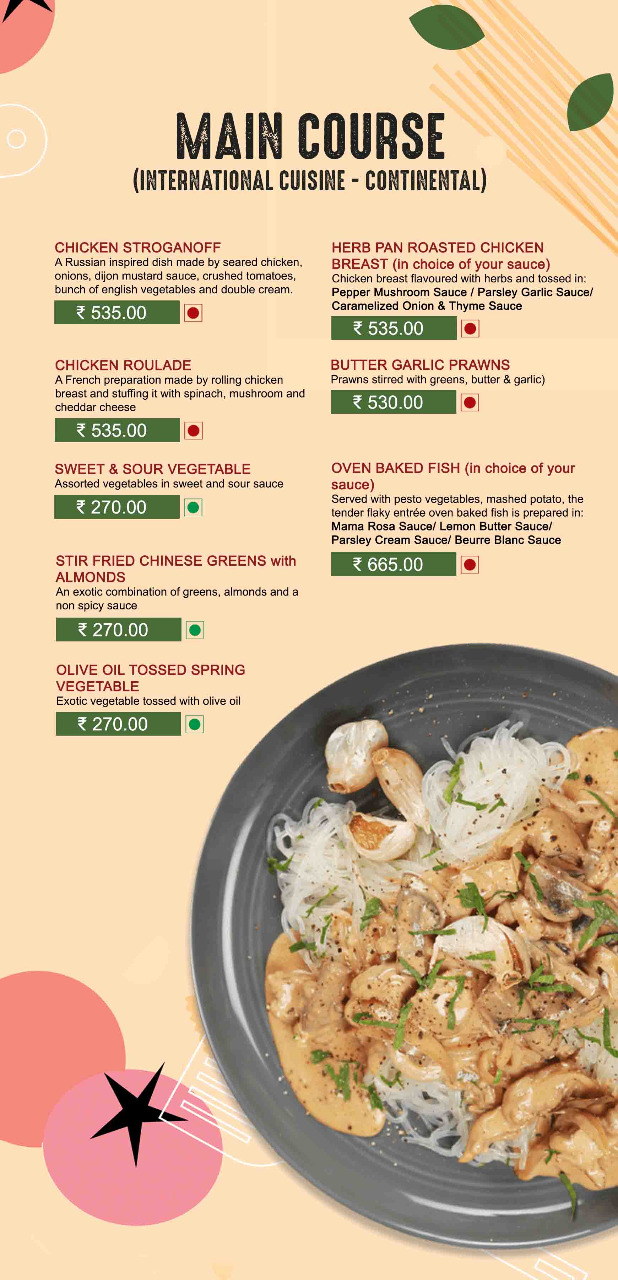 MAIN COURSE
(INTERNATIONAL CUISINE - CONTINENTAL)
CHICKEN STROGANOFF
A Russian inspired dish made by seared chicken,
onions, dijon mustard sauce, crushed tomatoes,
bunch of english vegetables and double cream.
₹ 535.00
CHICKEN ROULADE
A French preparation made by rolling chicken
breast and stuffing it with spinach, mushroom and
cheddar cheese
₹ 535.00
SWEET & SOUR VEGETABLE
Assorted vegetables in sweet and sour sauce
₹ 270.00
STIR FRIED CHINESE GREENS with
ALMONDS
An exotic combination of greens, almonds and a
non spicy sauce
₹ 270.00
OLIVE OIL TOSSED SPRING
VEGETABLE
Exotic vegetable tossed with olive oil
₹ 270.00
HERB PAN ROASTED CHICKEN
BREAST (in choice of your sauce)
Chicken breast flavoured with herbs and tossed in:
Pepper Mushroom Sauce / Parsley Garlic Sauce/
Caramelized Onion & Thyme Sauce
₹ 535.00
BUTTER GARLIC PRAWNS
Prawns stirred with greens, butter & garlic)
₹ 530.00
OVEN BAKED FISH (in choice of your
sauce)
Served with pesto vegetables, mashed potato, the
tender flaky entrée oven baked fish is prepared in:
Mama Rosa Sauce/ Lemon Butter Sauce/
Parsley Cream Sauce/ Beurre Blanc Sauce
₹ 665.00